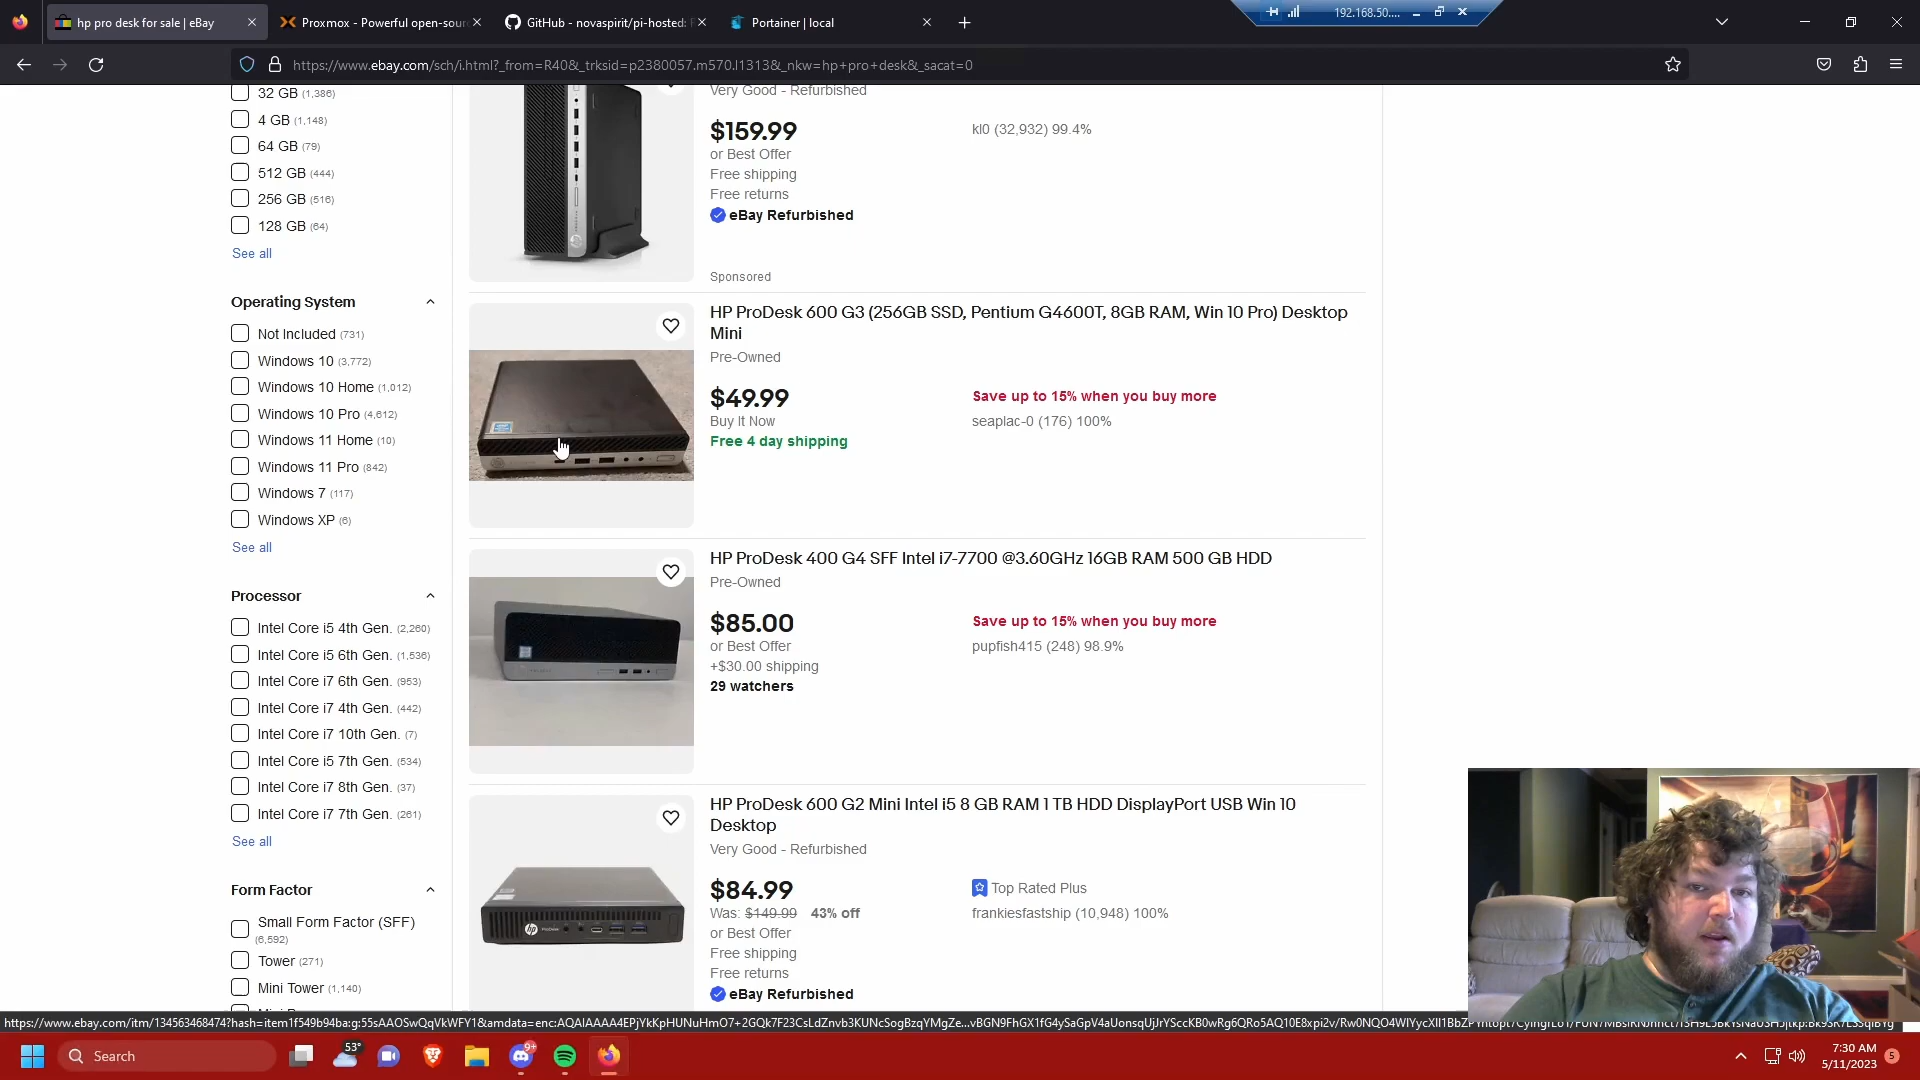 hp pro desk for sale | eBay
Proxmox - Powerful open-sour
GitHub - novaspirit/pi-hosted:
Portainer | local
192.168.50....
https://www.ebay.com/sch/i.html?_from=R40&_trksid=p2380057.m570.l1313&_nkw=hp+pro+desk&_sacat=0
32 GB (1,386)
4 GB (1,148)
64 GB (79)
512 GB (444)
256 GB (516)
128 GB (64)
See all
Operating System
Not Included (731)
Windows 10 (3,772)
Windows 10 Home (1,012)
Windows 10 Pro (4,612)
Windows 11 Home (10)
Windows 11 Pro (842)
Windows 7 (117)
Windows XP (6)
See all
Processor
Intel Core i5 4th Gen. (2,260)
Intel Core i5 6th Gen. (1,536)
Intel Core i7 6th Gen. (953)
Intel Core i7 4th Gen. (442)
Intel Core i7 10th Gen. (7)
Intel Core i5 7th Gen. (534)
Intel Core i7 8th Gen. (37)
Intel Core i7 7th Gen. (261)
See all
Form Factor
Small Form Factor (SFF)
(6,592)
Tower (271)
Mini Tower (1,140)
Very Good - Refurbished
$159.99
kl0 (32,932) 99.4%
or Best Offer
Free shipping
Free returns
eBay Refurbished
Sponsored
HP ProDesk 600 G3 (256GB SSD, Pentium G4600T, 8GB RAM, Win 10 Pro) Desktop
Mini
Pre-Owned
$49.99
Save up to 15% when you buy more
Buy It Now
seaplac-0 (176) 100%
Free 4 day shipping
HP ProDesk 400 G4 SFF Intel i7-7700 @3.60GHz 16GB RAM 500 GB HDD
Pre-Owned
$85.00
Save up to 15% when you buy more
or Best Offer
pupfish415 (248) 98.9%
+$30.00 shipping
29 watchers
HP ProDesk 600 G2 Mini Intel i5 8 GB RAM 1 TB HDD DisplayPort USB Win 10
Desktop
Very Good - Refurbished
$84.99
Top Rated Plus
Was: $149.99 43% off
frankiesfastship (10,948) 100%
or Best Offer
Free shipping
Free returns
eBay Refurbished
hp ProDesk
Search
53°
9+
7:30 AM
5/11/2023
5